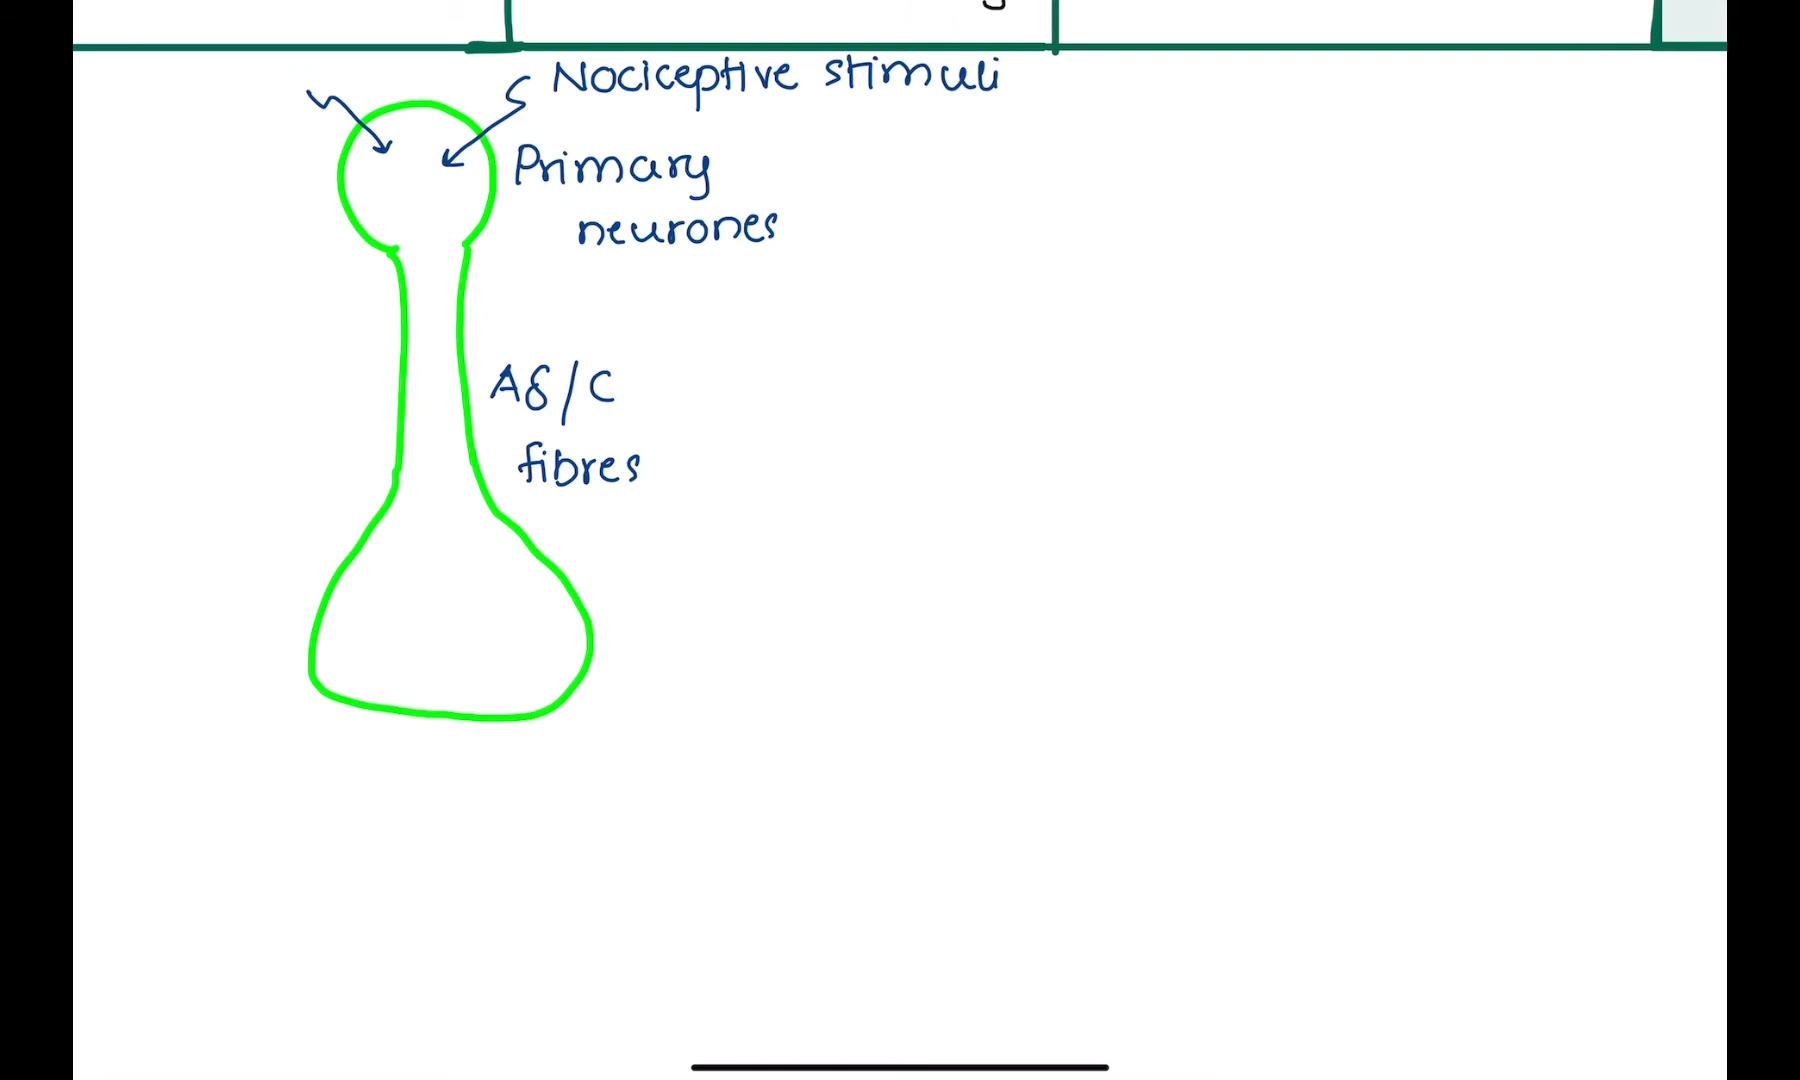 Nociceptive stimuli
Primary
neurones
Aδ/C
fibres